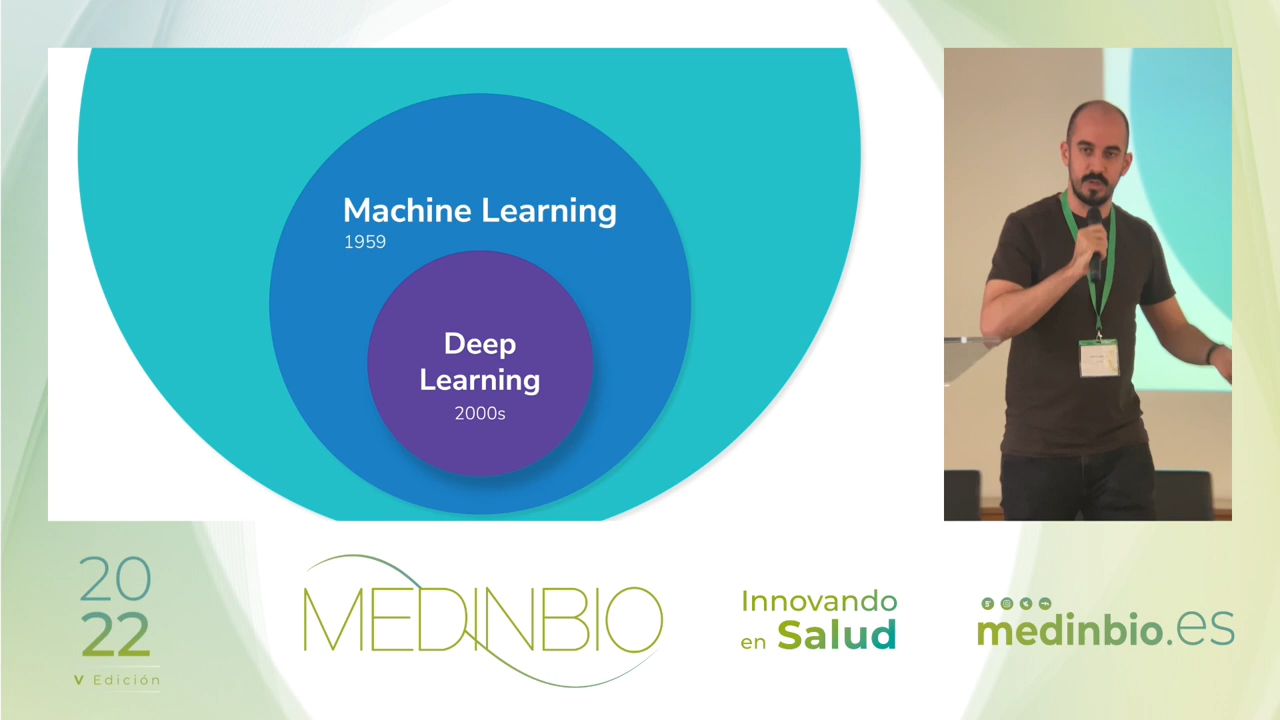 Machine Learning
1959
Deep
Learning
2000s
20
22
V Edición
MEDINBIO
Innovando
en Salud
medinbio.es